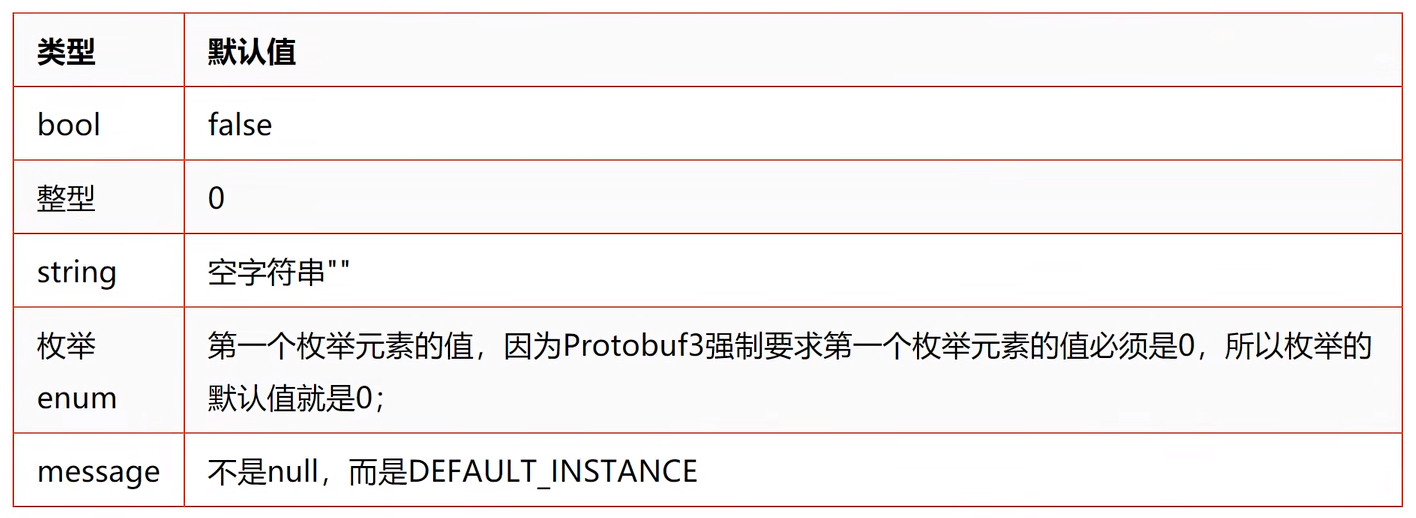 类型 默认值
bool false
整型 0
string 空字符串""
枚举 第一个枚举元素的值，因为Protobuf3强制要求第一个枚举元素的值必须是0，所以枚举的
enum 默认值就是0；
message 不是null，而是DEFAULT_INSTANCE